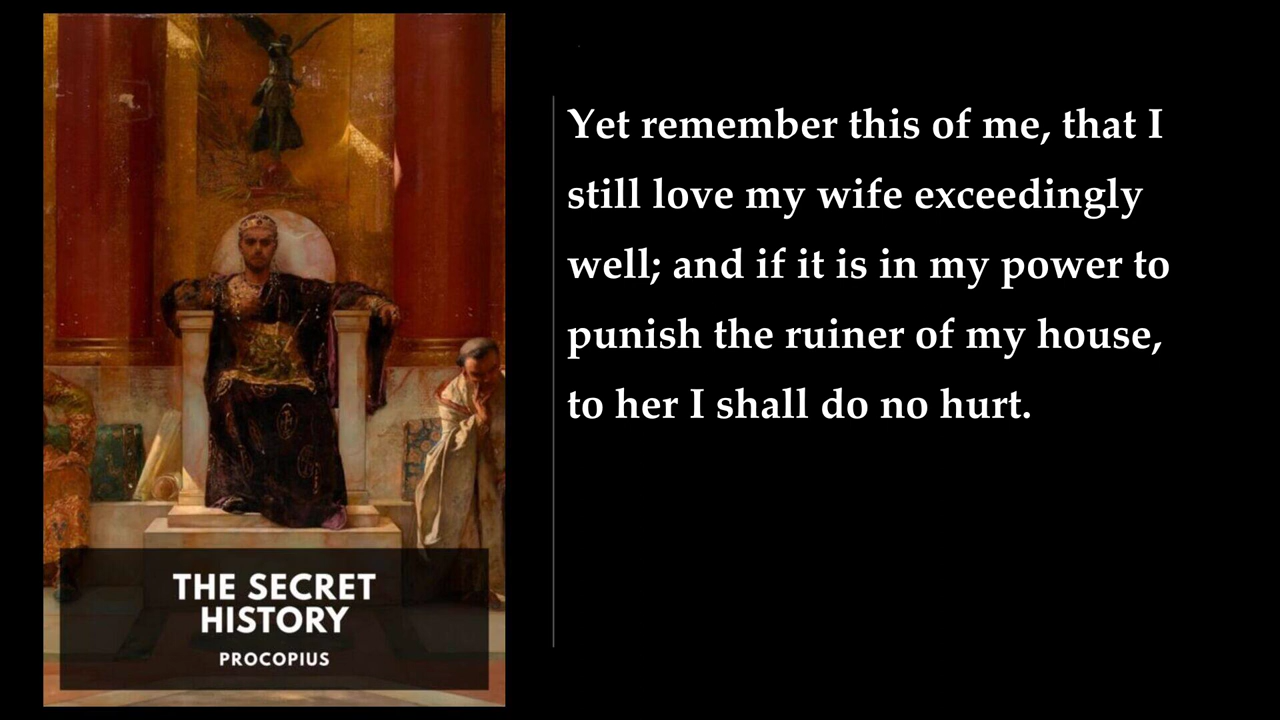 THE SECRET
HISTORY
PROCOPIUS
Yet remember this of me, that I
still love my wife exceedingly
well; and if it is in my power to
punish the ruiner of my house,
to her I shall do no hurt.